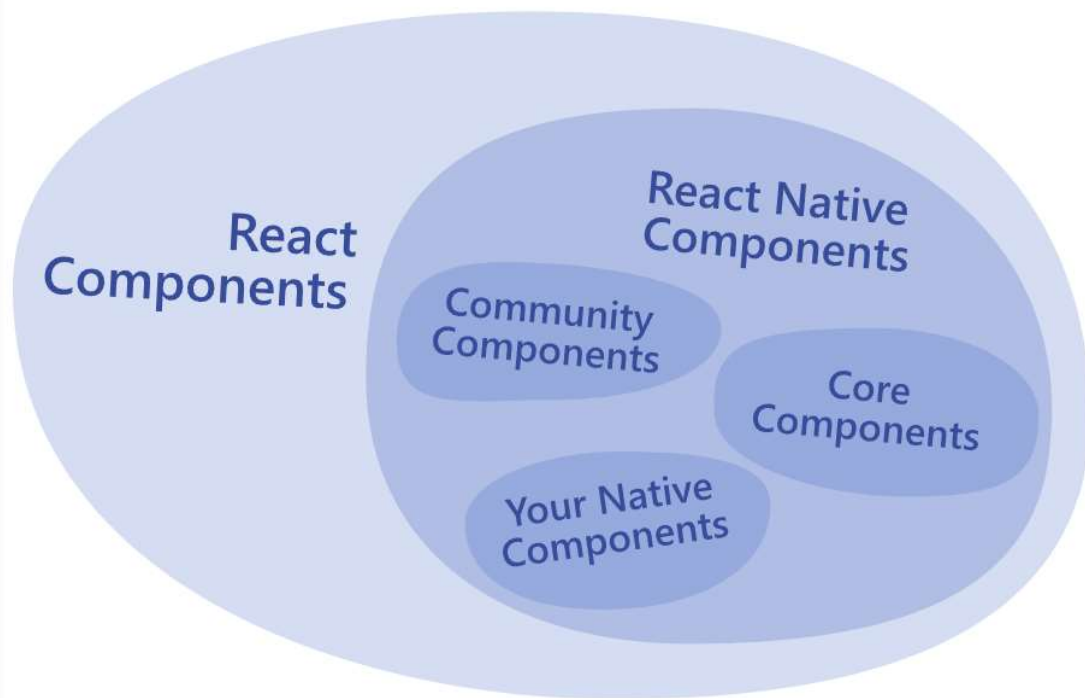 React
Components
React Native
Components
Community
Components
Core
Components
Your Native
Components